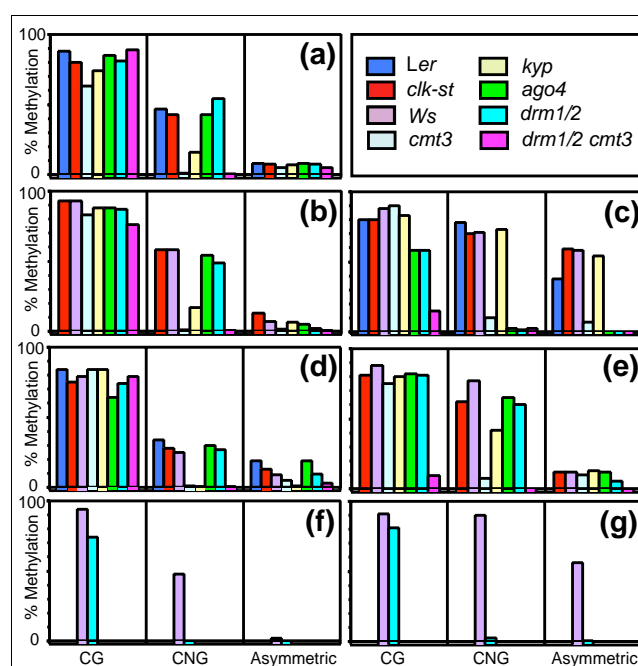 100
% Methylation
0
(a)
Ler
clk-st
Ws
cmt3
kyp
ago4
drm1/2
drm1/2 cmt3
100
% Methylation
0
(b)
(c)
100
% Methylation
0
(d)
(e)
100
% Methylation
0
(f)
(g)
CG CNG Asymmetric CG CNG Asymmetric